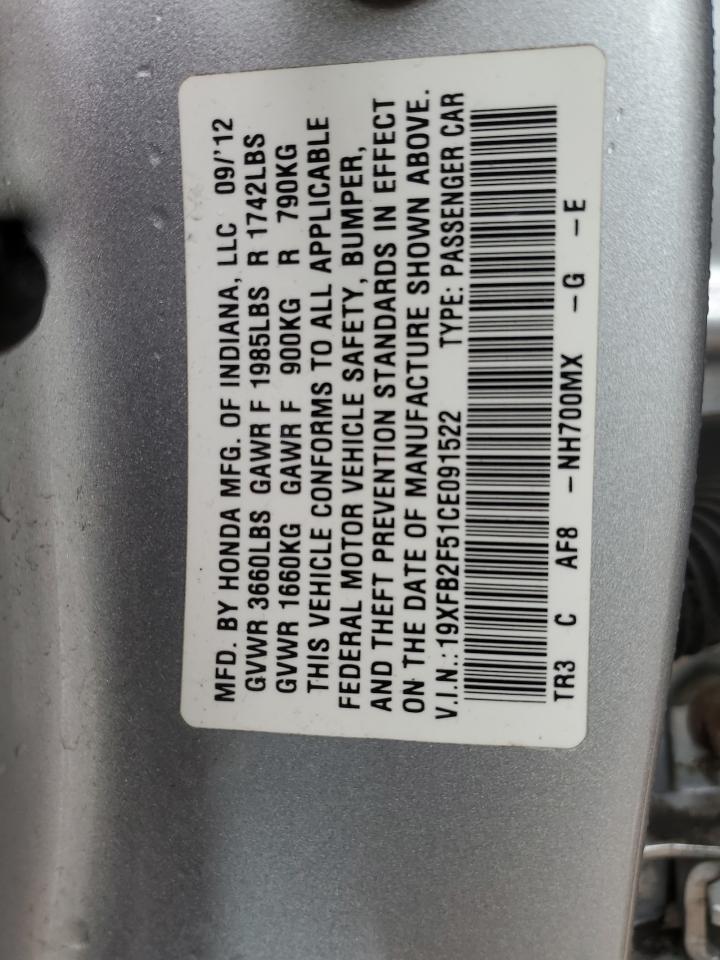 MFD. BY HONDA MFG. OF INDIANA, LLC 09/'12
GVWR 3660LBS GAWR F 1985LBS R 1742LBS
GVWR 1660KG GAWR F 900KG R 790KG
THIS VEHICLE CONFORMS TO ALL APPLICABLE
FEDERAL MOTOR VEHICLE SAFETY, BUMPER,
AND THEFT PREVENTION STANDARDS IN EFFECT
ON THE DATE OF MANUFACTURE SHOWN ABOVE.
V.I.N.:19XFB2F51CE091522 TYPE: PASSENGER CAR
TR3 C AF8 -NH700MX -G -E